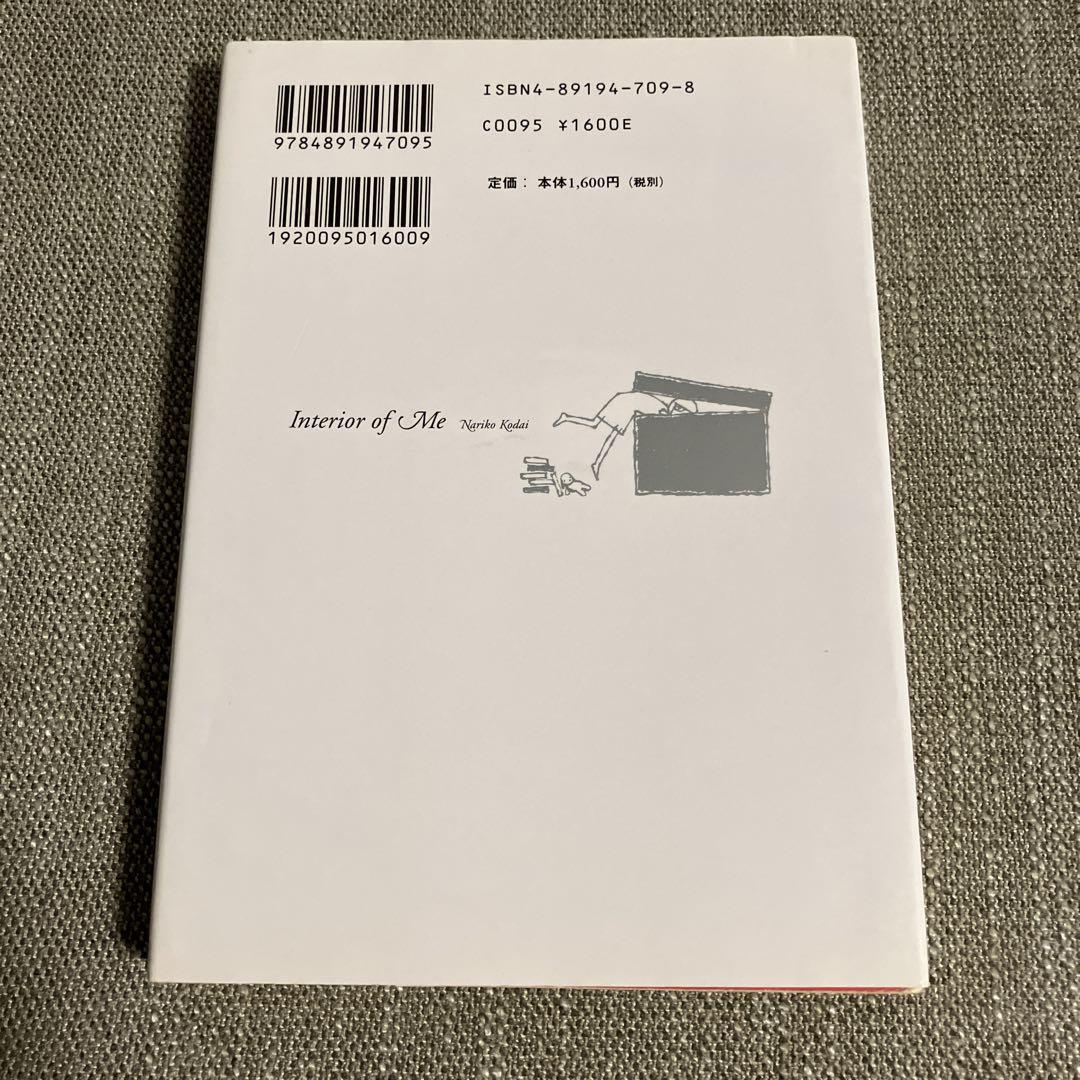 ISBN4-89194-709-8
9784891947095
C0095 ¥1600E
定価： 本体1,600円（税別）
1920095016009
Interior of Me Nariko Kodai